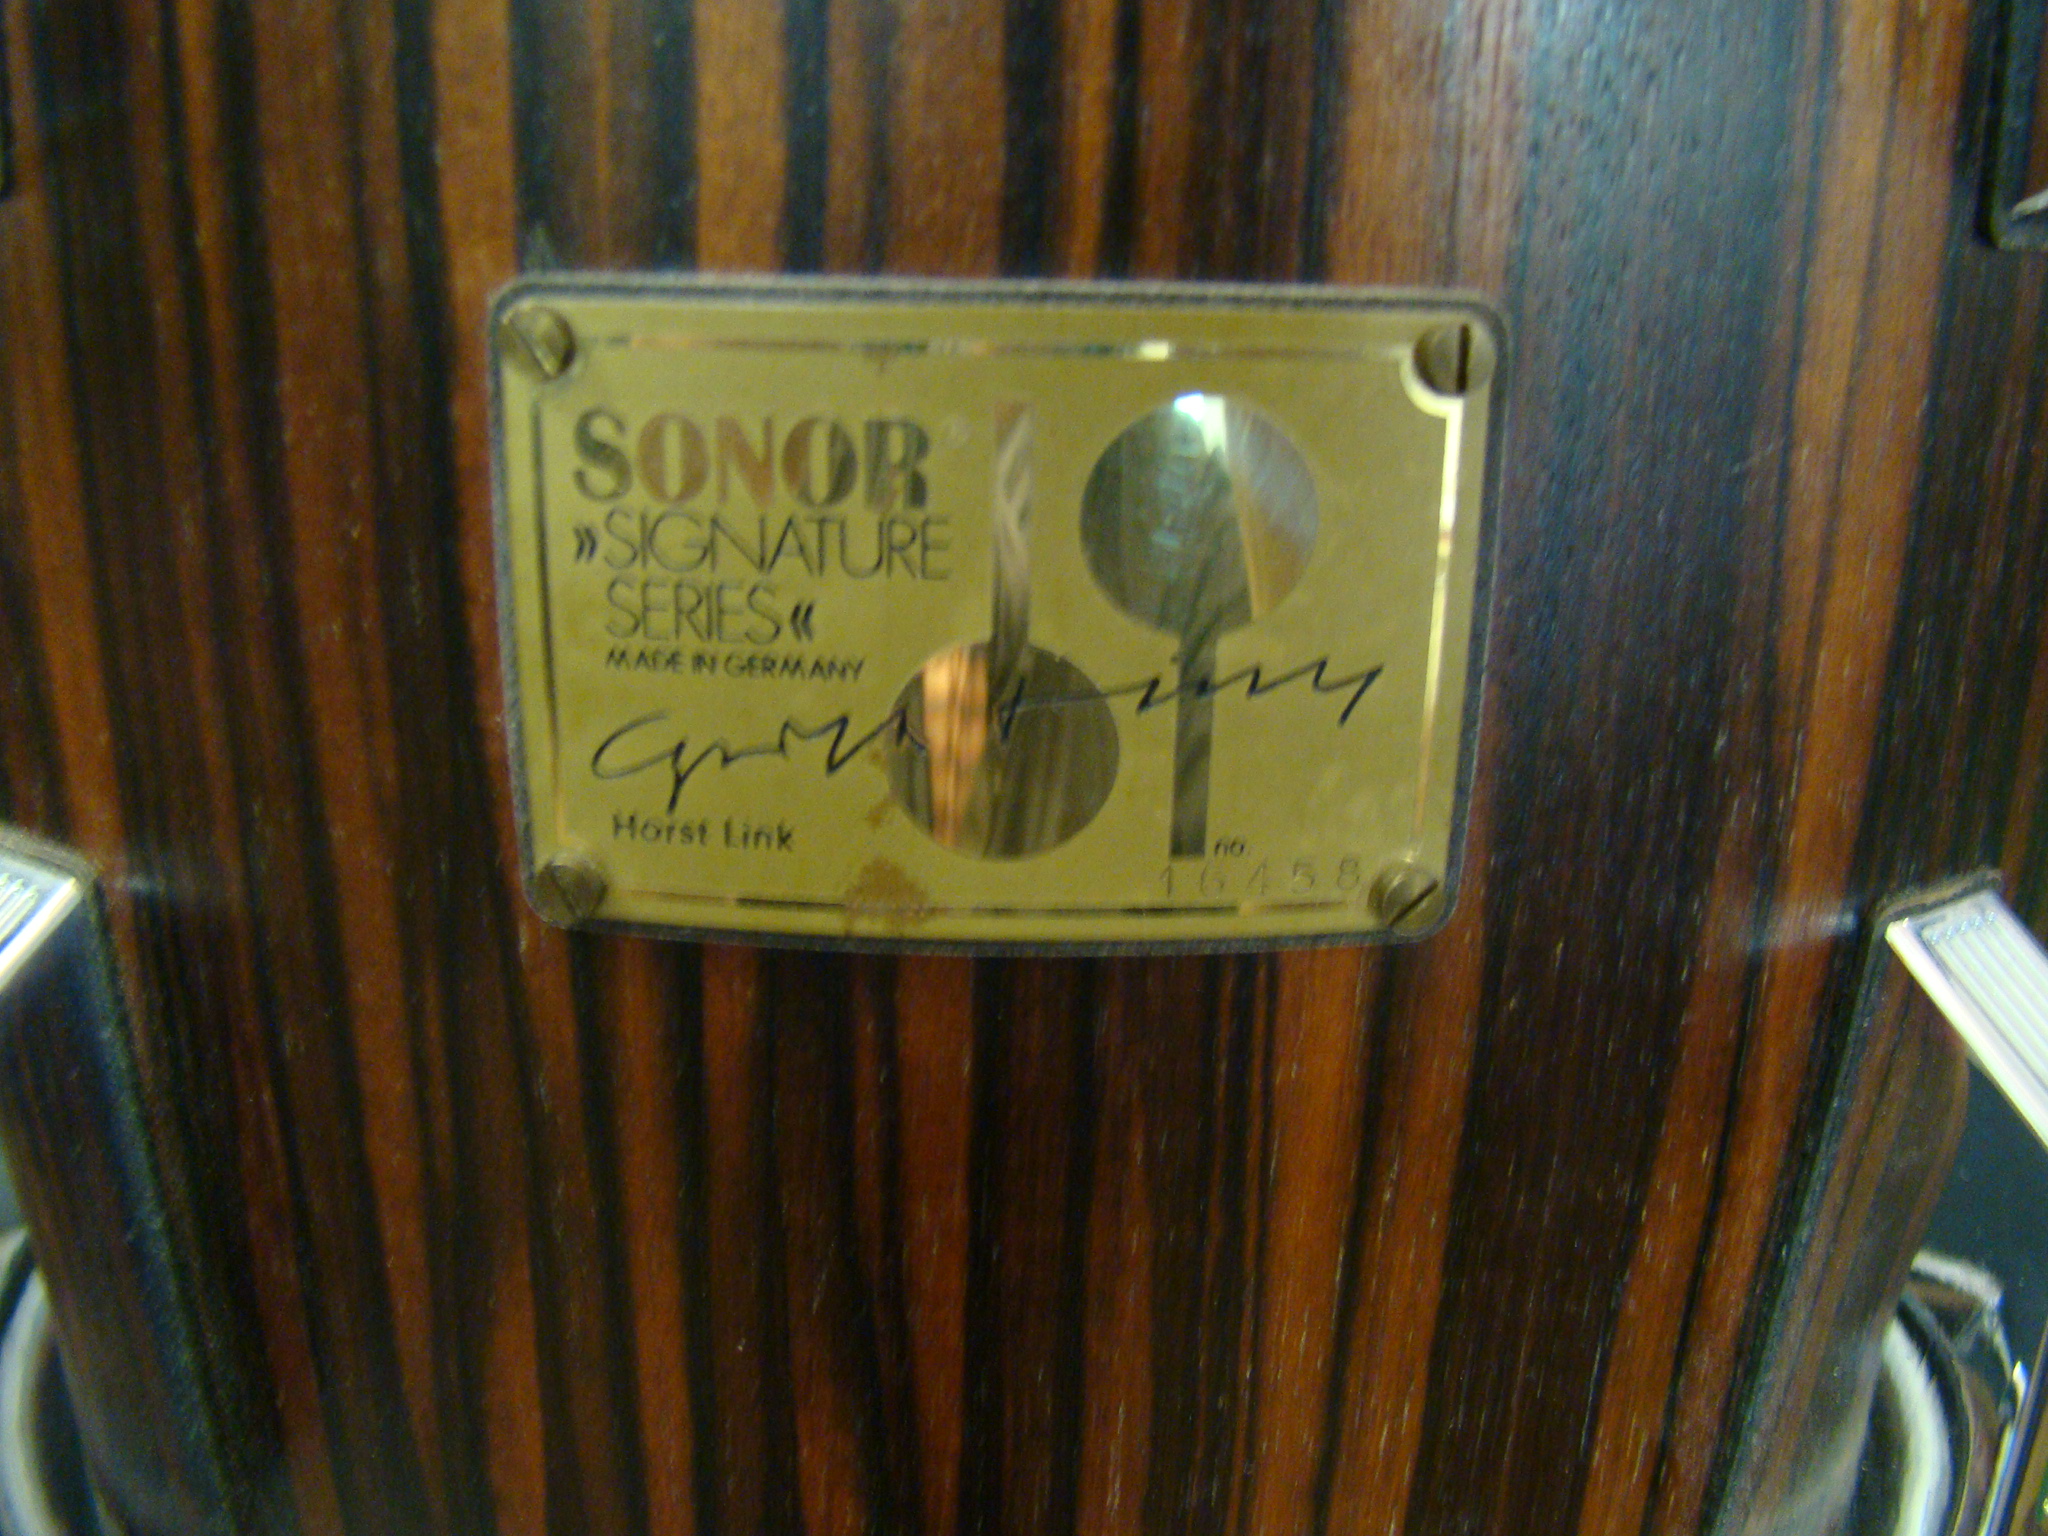 SONOR
»SIGNATURE
SERIES«
MADE IN GERMANY
Horst Link
no.
16458